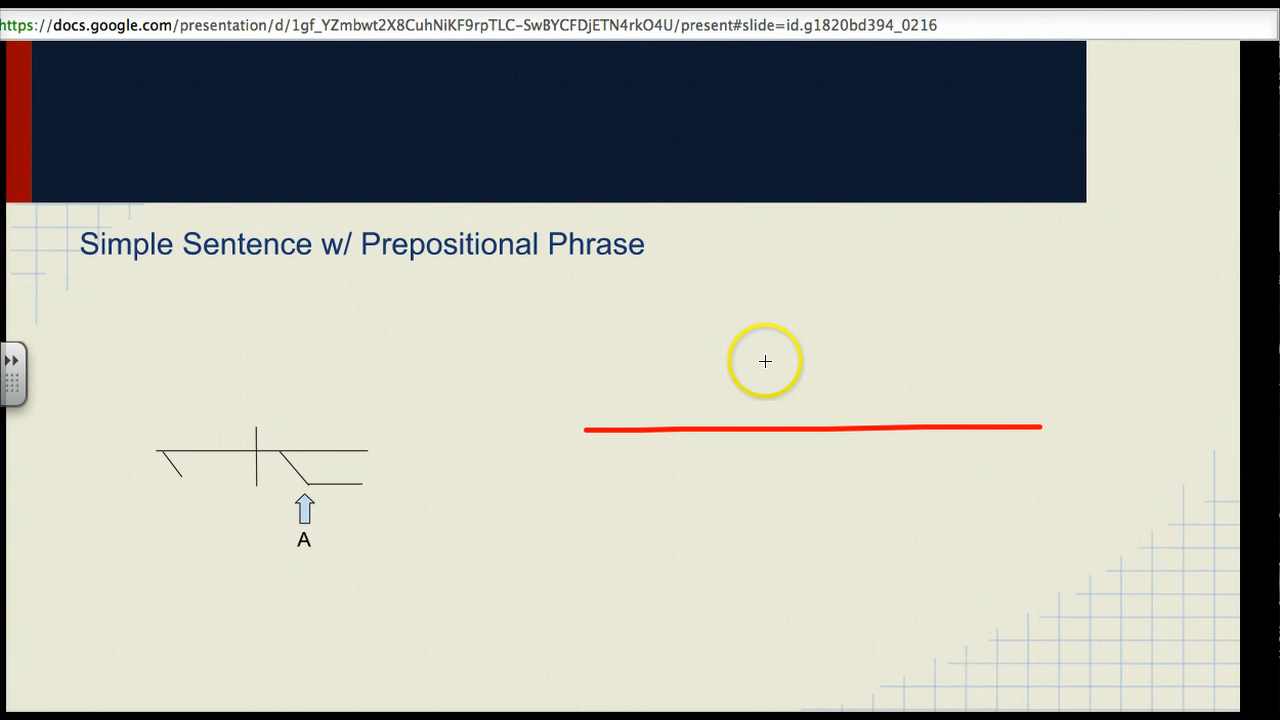 https://docs.google.com/presentation/d/1gf_YZmbwt2X8CuhNiKF9rpTLC-SwBYCFDjETN4rkO4U/present#slide=id.g1820bd394_0216
Simple Sentence w/ Prepositional Phrase
A